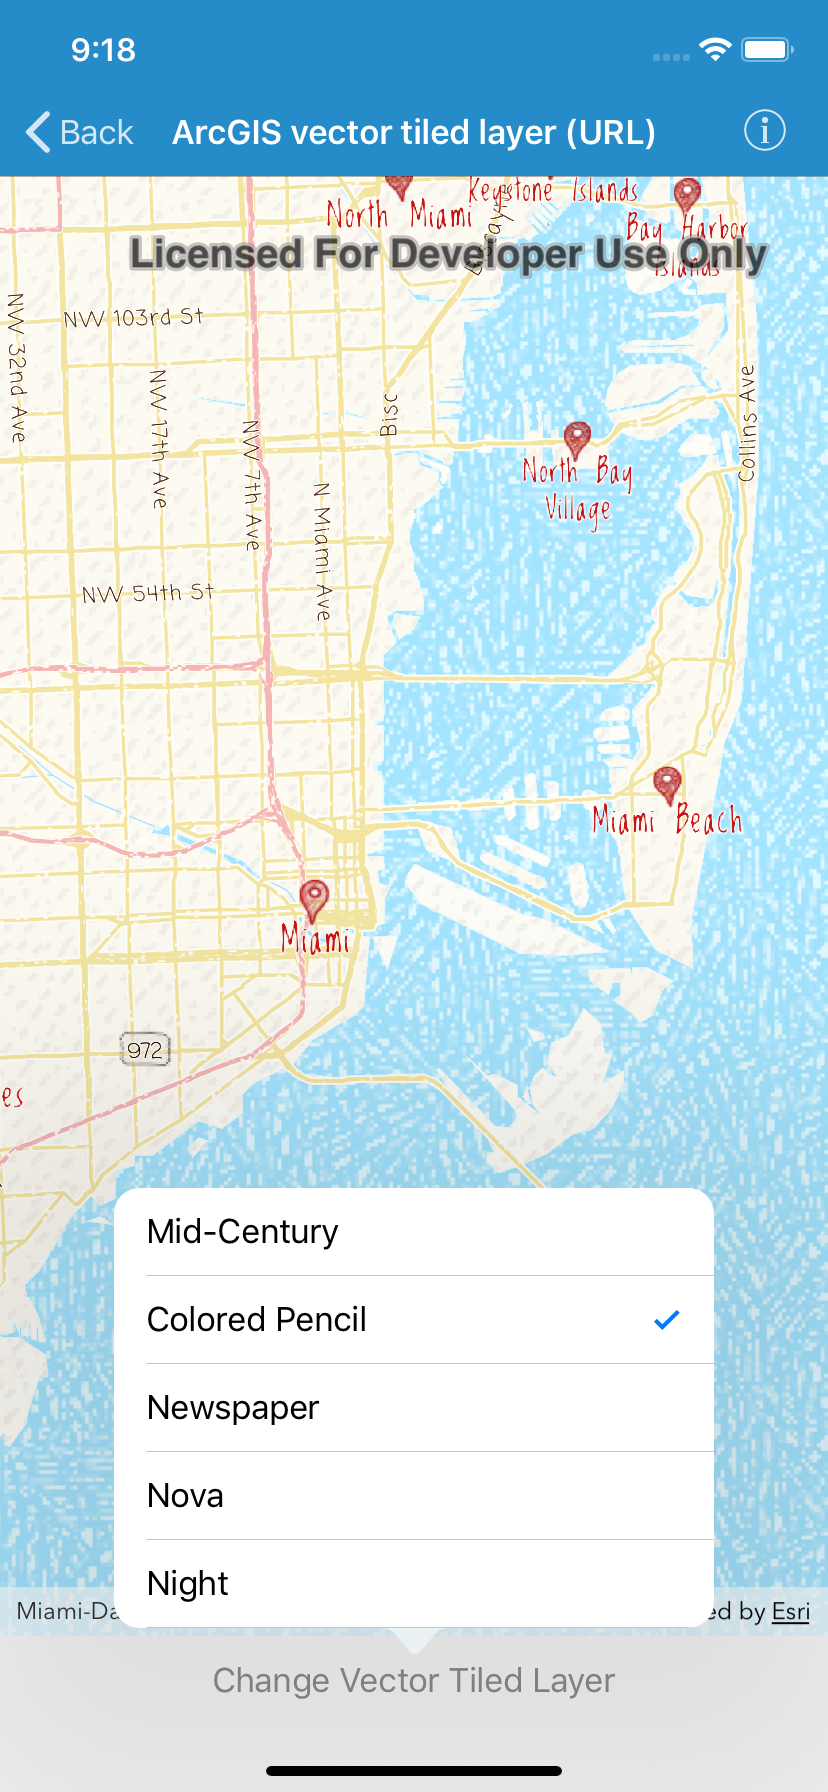 9:18
Back
ArcGIS vector tiled layer (URL)
Keystone Islands
North Miami
Bay Harbor
Islands
Licensed For Developer Use Only
NW 32nd Ave
NW 103rd St
NW 17th Ave
NW 7th Ave
N Miami Ave
Bisc
Collins Ave
North Bay
Village
NW 54th St
Miami Beach
Miami
972
es
Mid-Century
Colored Pencil
Newspaper
Nova
Night
Miami-Da
ed by Esri
Change Vector Tiled Layer